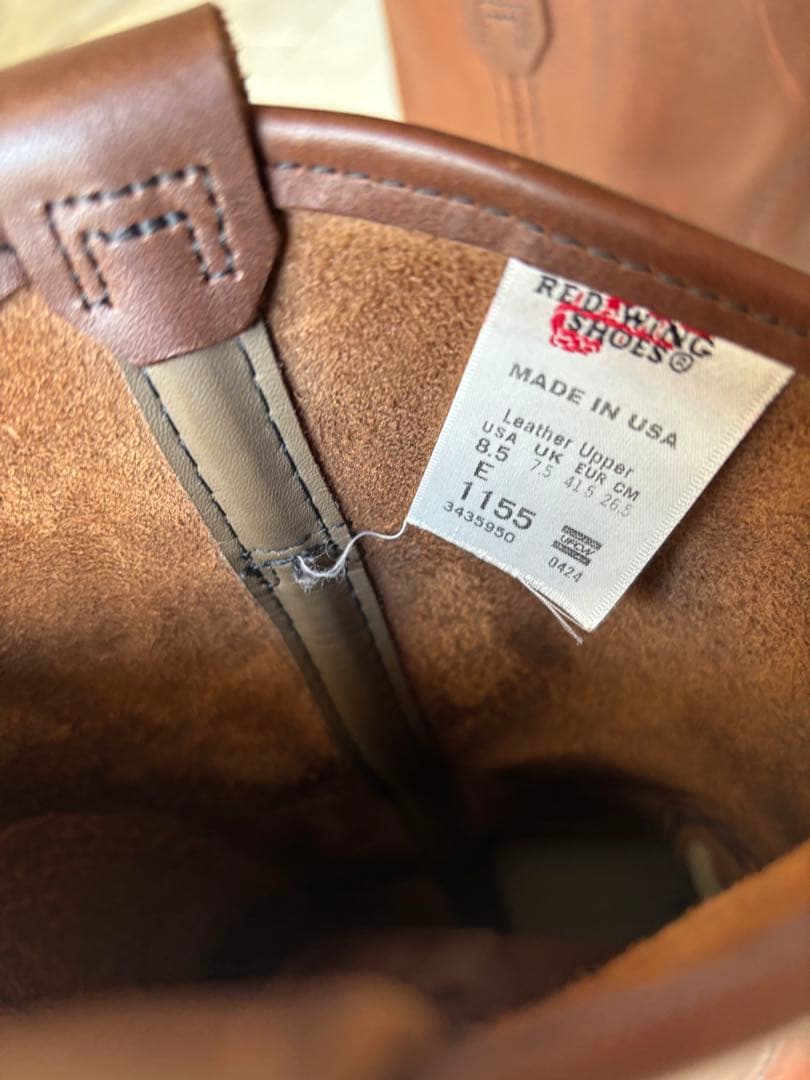 RED WING
SHOES®
MADE IN USA
Leather Upper
USA UK EUR CM
8.5 7.5 41.5 26.5
E
1155
3435950
UFCW
0424